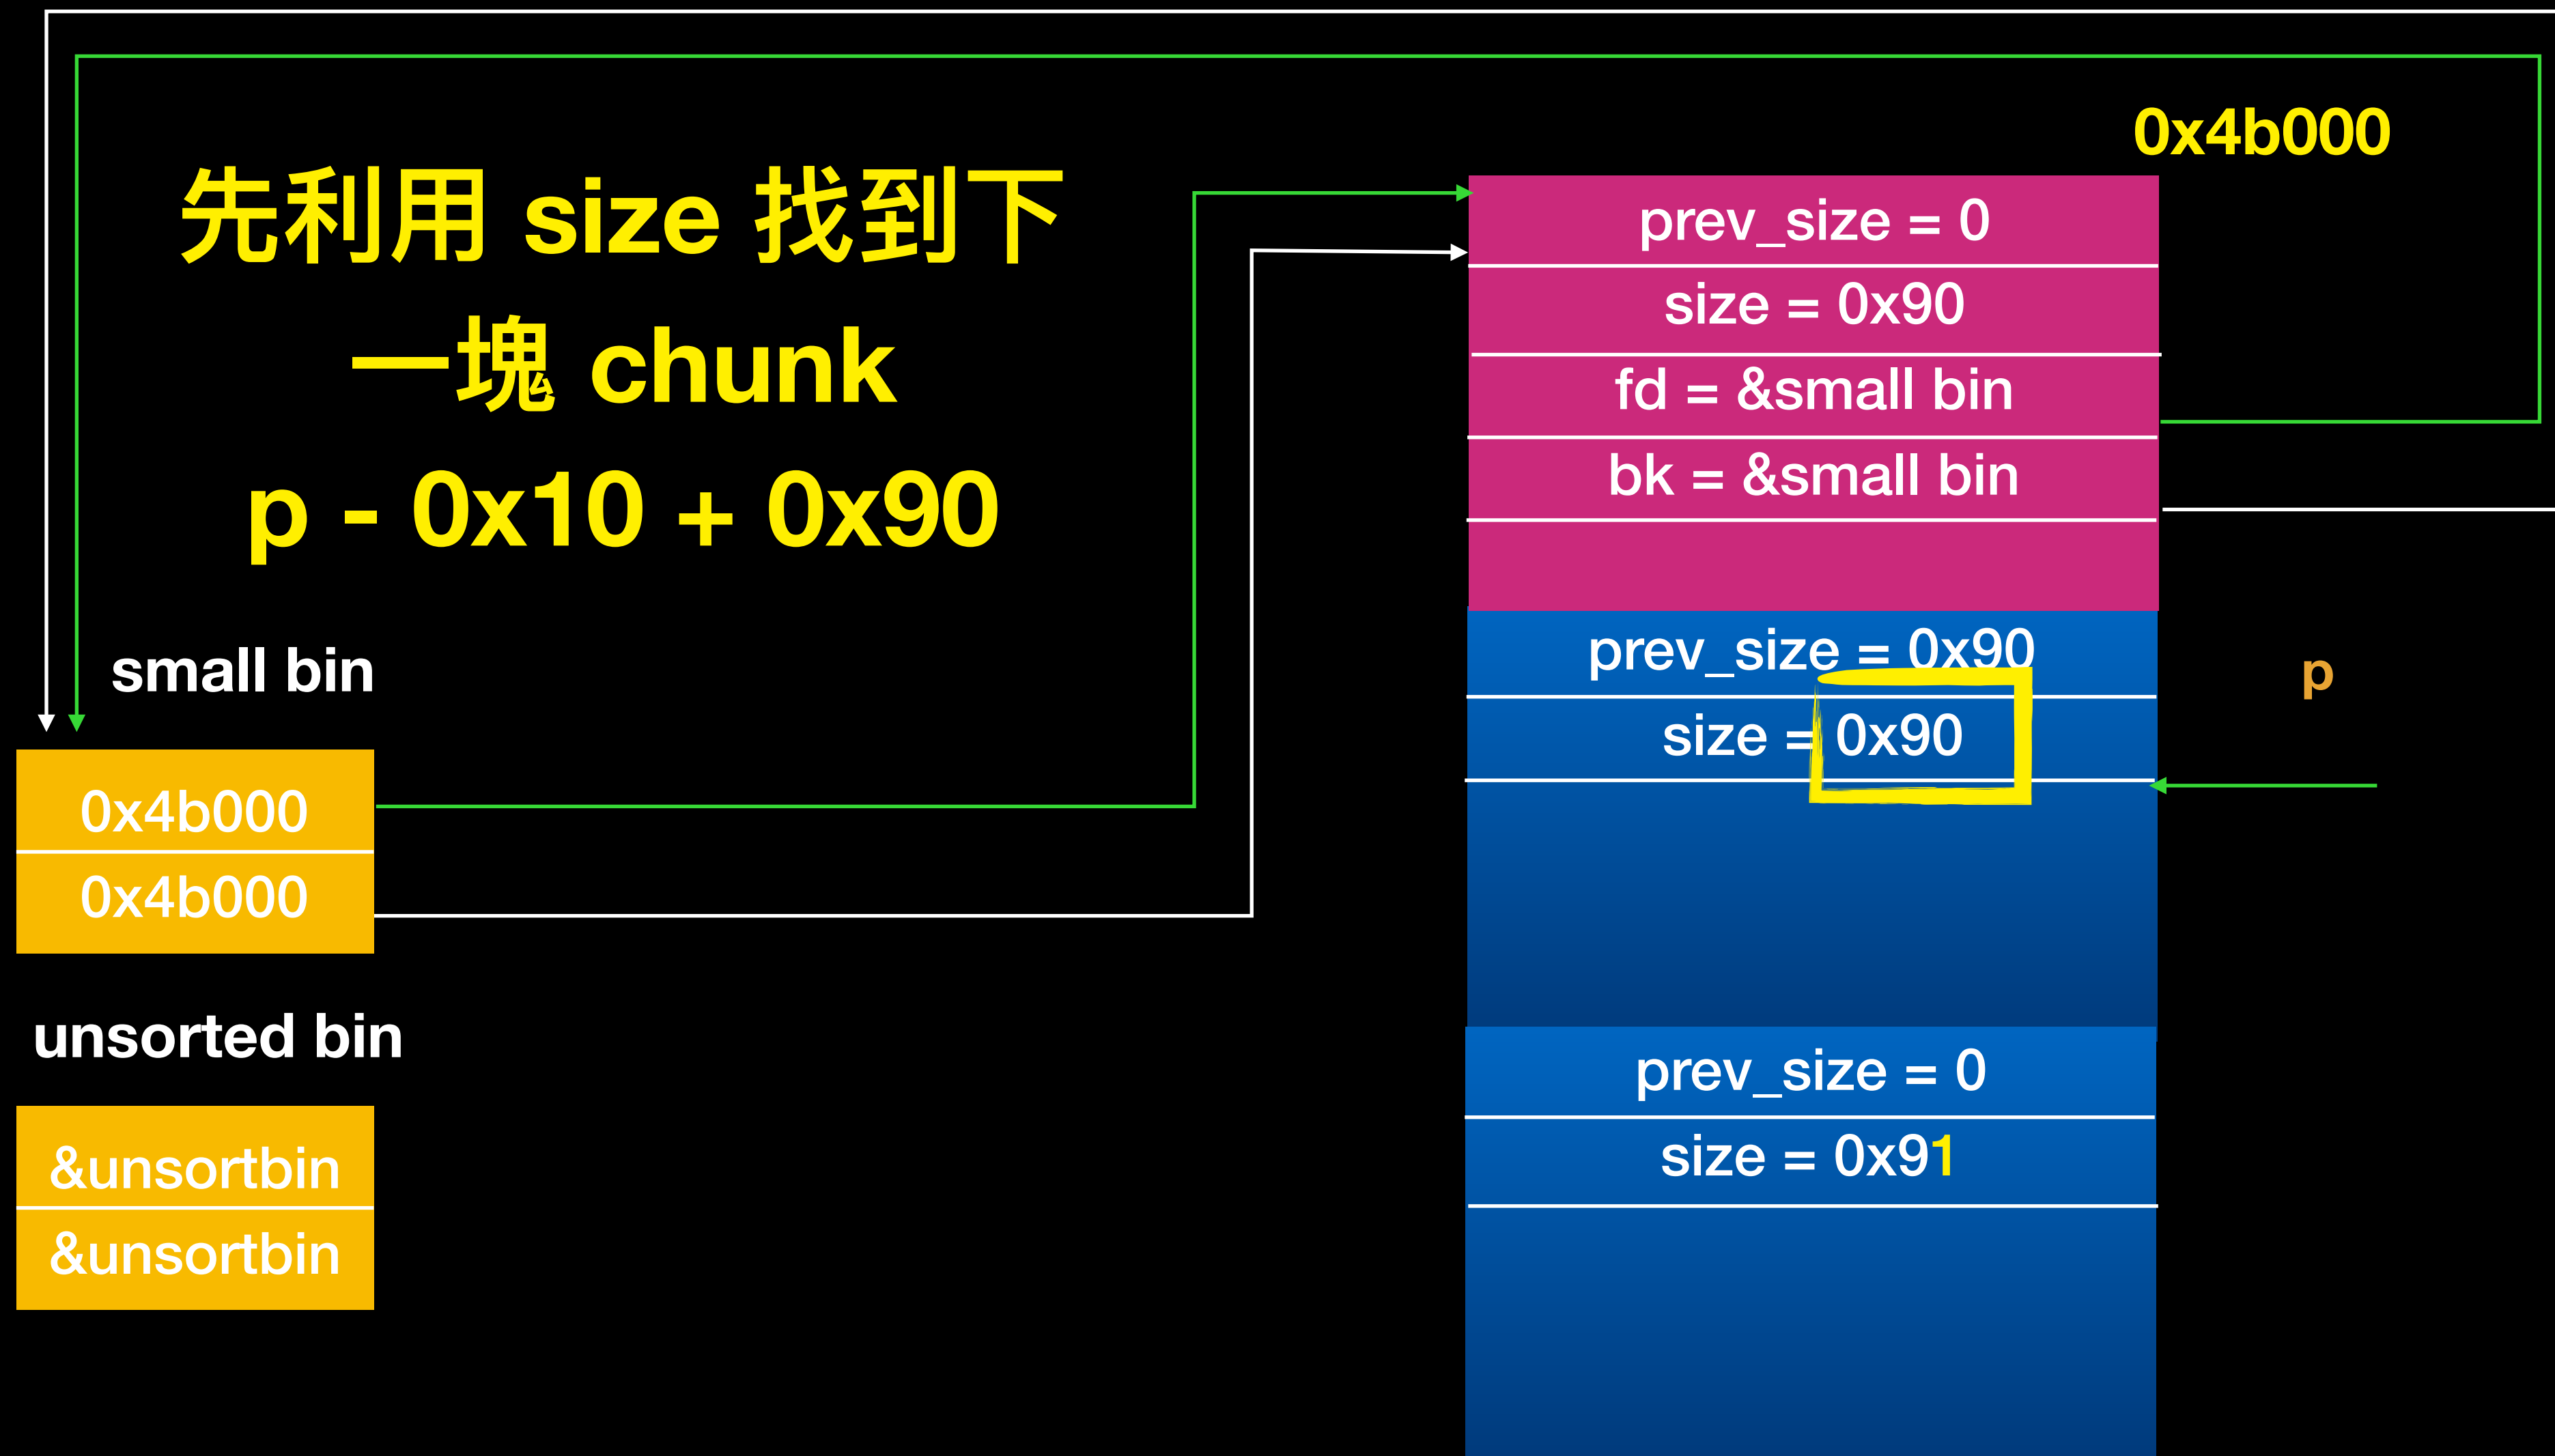 先利用 size 找到下
一塊 chunk
p - 0x10 + 0x90
small bin
0x4b000
0x4b000
unsorted bin
&unsortbin
&unsortbin
0x4b000
prev_size = 0
size = 0x90
fd = &small bin
bk = &small bin
prev_size = 0x90
size = 0x90
p
prev_size = 0
size = 0x91